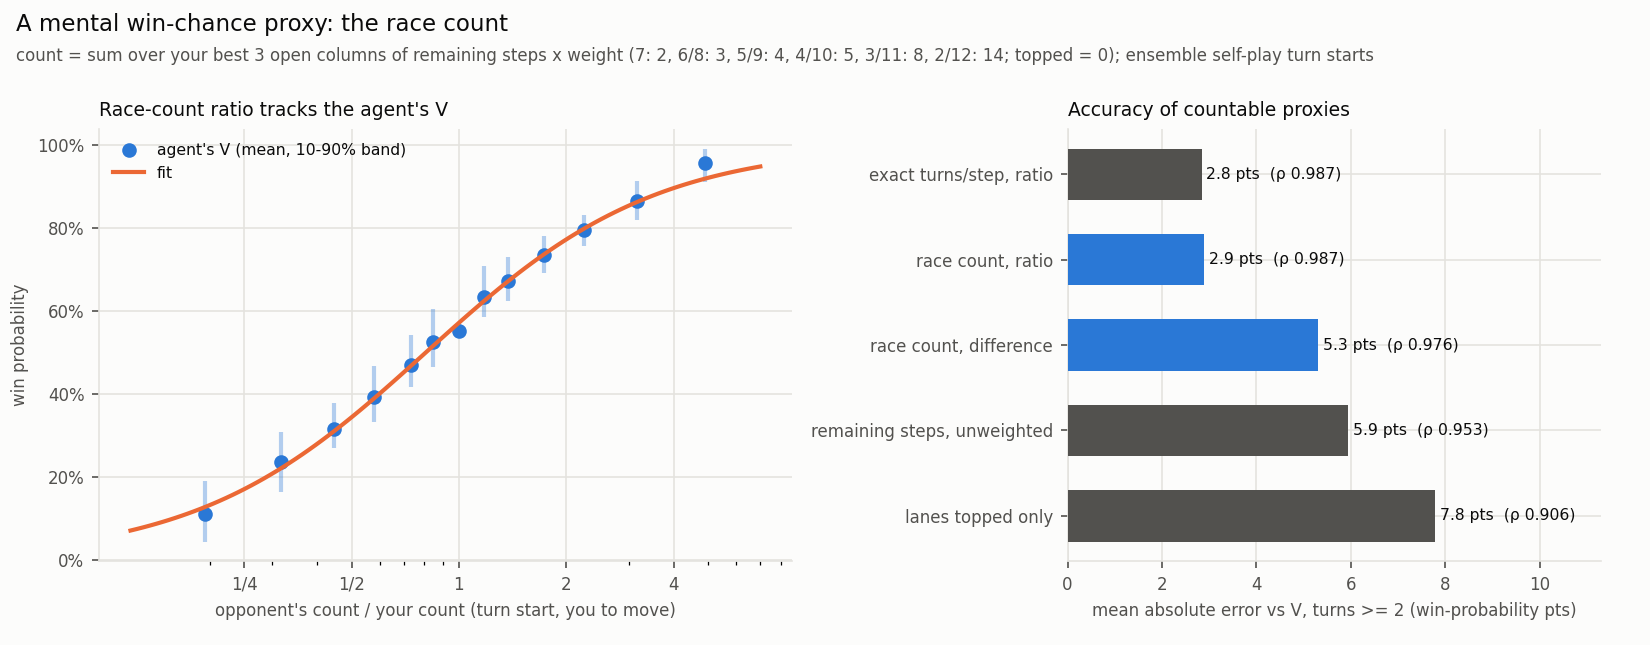 A mental win-chance proxy: the race count
count = sum over your best 3 open columns of remaining steps x weight (7: 2, 6/8: 3, 5/9: 4, 4/10: 5, 3/11: 8, 2/12: 14; topped = 0); ensemble self-play turn starts
Race-count ratio tracks the agent's V
agent's V (mean, 10-90% band)
fit
100%
80%
60%
40%
20%
0%
win probability
1/4
1/2
1
2
4
opponent's count / your count (turn start, you to move)
Accuracy of countable proxies
exact turns/step, ratio
2.8 pts (ρ 0.987)
race count, ratio
2.9 pts (ρ 0.987)
race count, difference
5.3 pts (ρ 0.976)
remaining steps, unweighted
5.9 pts (ρ 0.953)
lanes topped only
7.8 pts (ρ 0.906)
0
2
4
6
8
10
mean absolute error vs V, turns >= 2 (win-probability pts)